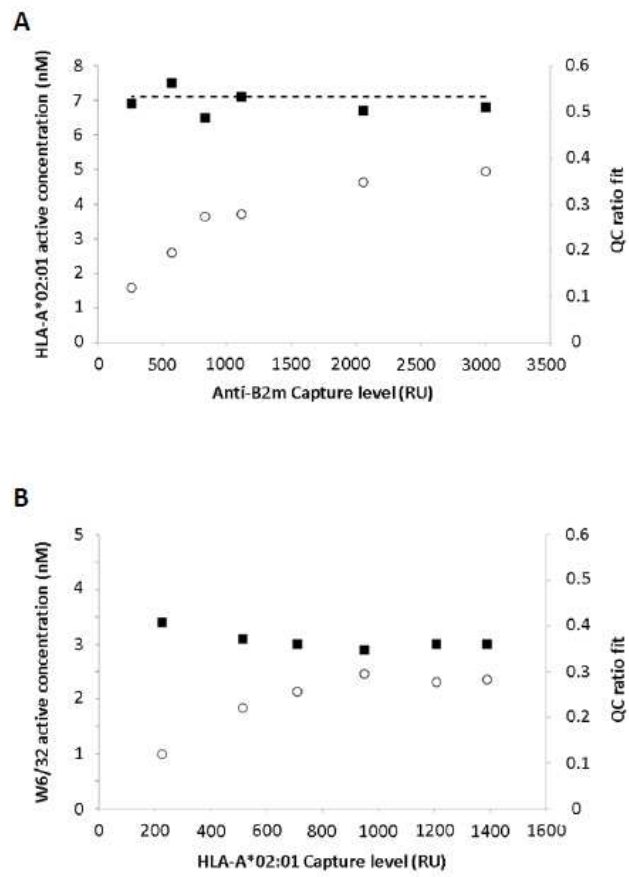 A
HLA-A*02:01 active concentration (nM)
8
7
6
5
4
3
2
1
0
0.6
0.5
0.4
0.3
0.2
0.1
0
QC ratio fit
0 500 1000 1500 2000 2500 3000 3500
Anti-B2m Capture level (RU)
B
W6/32 active concentration (nM)
5
4
3
2
1
0
0.6
0.5
0.4
0.3
0.2
0.1
0
QC ratio fit
0 200 400 600 800 1000 1200 1400 1600
HLA-A*02:01 Capture level (RU)